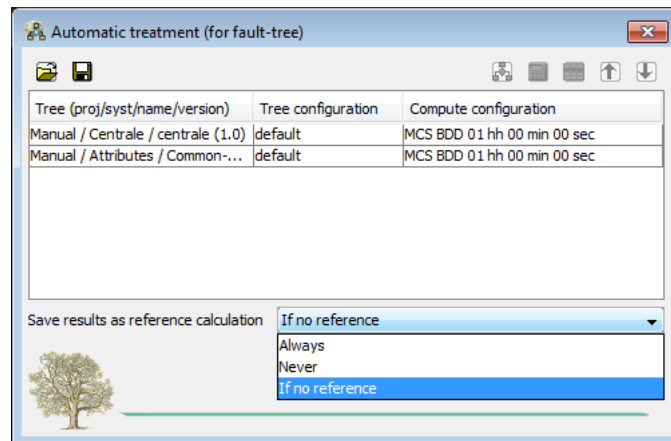 Automatic treatment (for fault-tree)
Tree (proj/syst/name/version) Tree configuration Compute configuration
Manual / Centrale / centrale (1.0) default MCS BDD 01 hh 00 min 00 sec
Manual / Attributes / Common-... default MCS BDD 01 hh 00 min 00 sec
Save results as reference calculation If no reference
Always
Never
If no reference